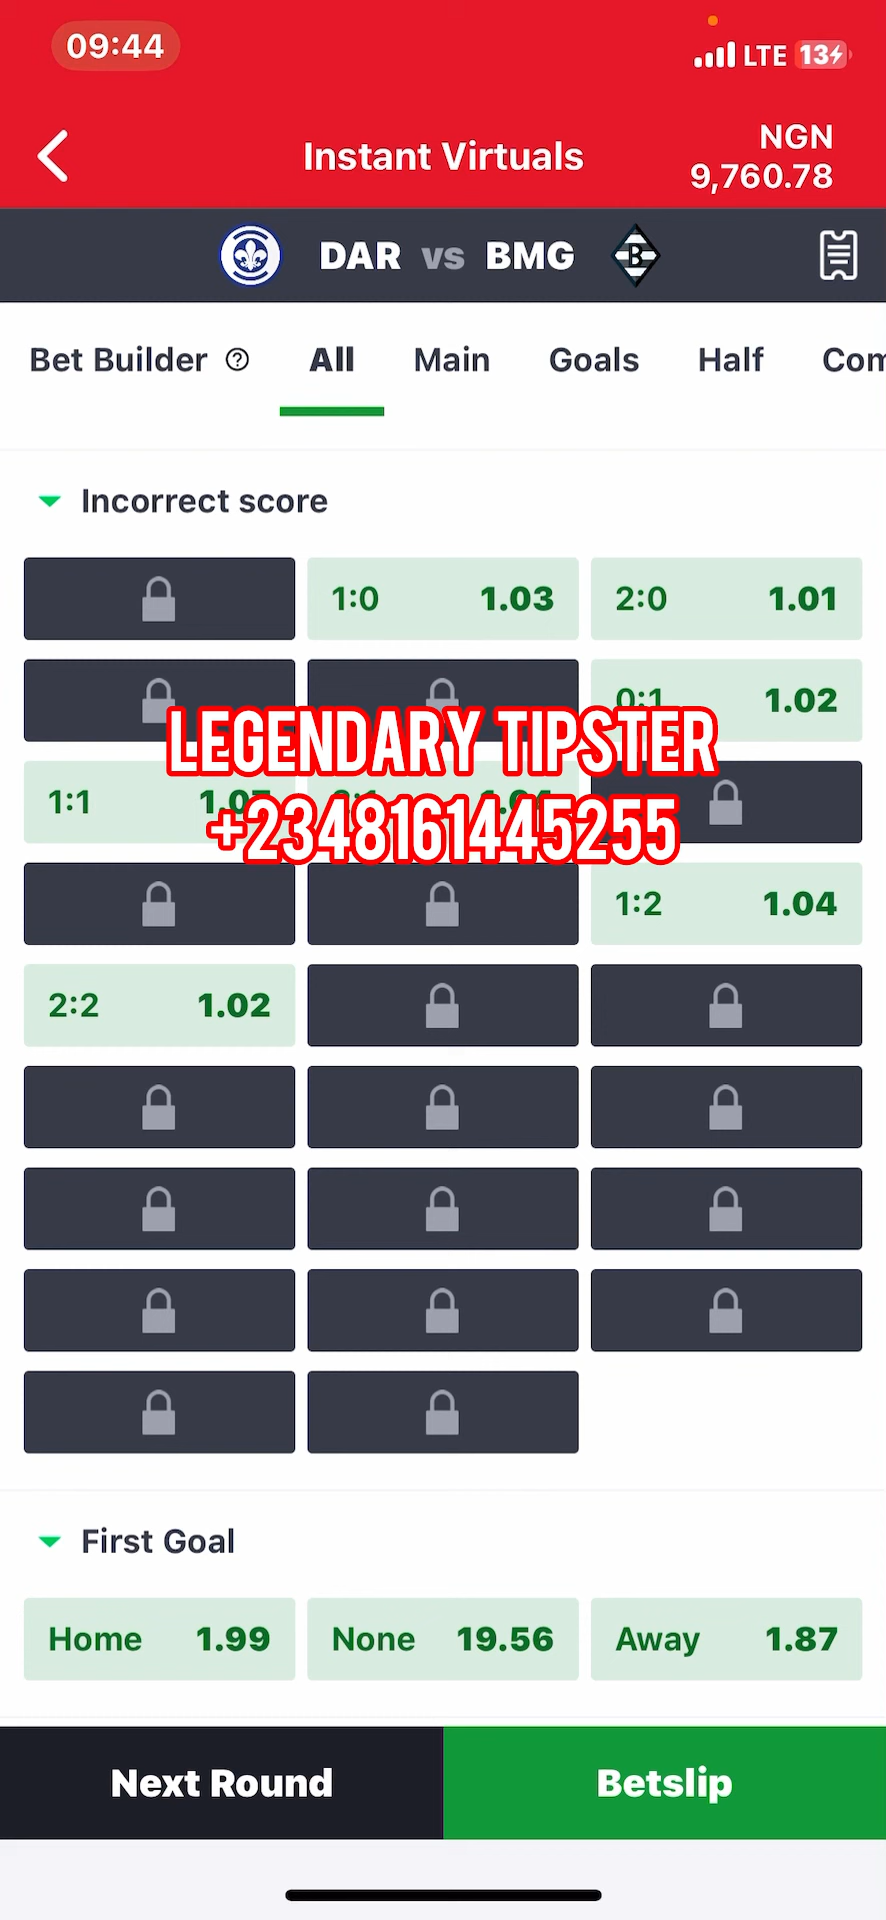 09:44
LTE 13
Instant Virtuals
NGN
9,760.78
DAR vs BMG
B
Bet Builder ? All Main Goals Half
Incorrect score
1:0 1.03 2:0 1.01
0:1 1.02
LEGENDARY TIPSTER
1:1
+2348161445255
1:2 1.04
2:2 1.02
First Goal
Home 1.99 None 19.56 Away 1.87
Next Round Betslip